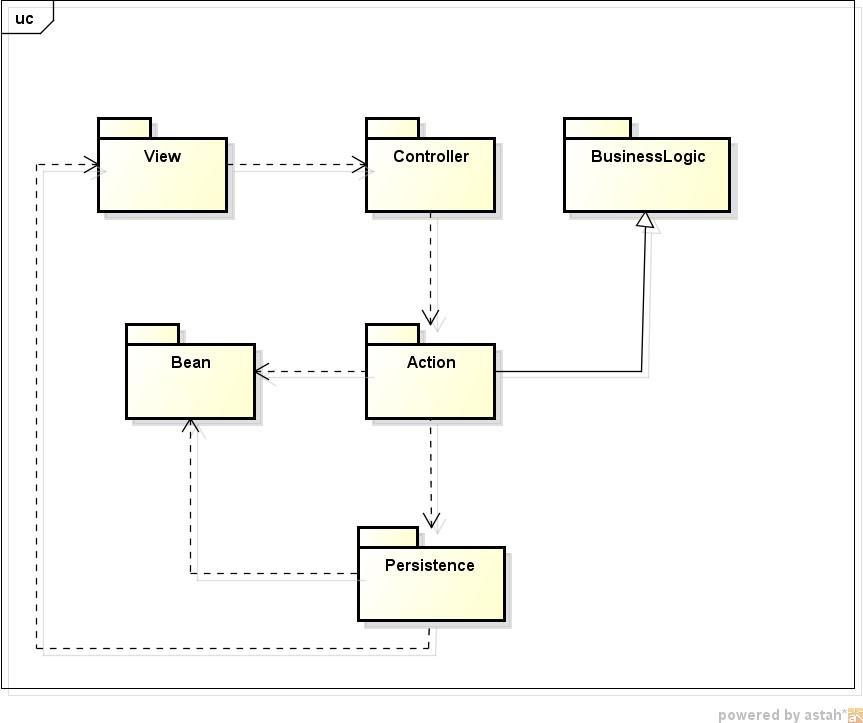 uc
View
Controller
BusinessLogic
Bean
Action
Persistence
powered by astah*